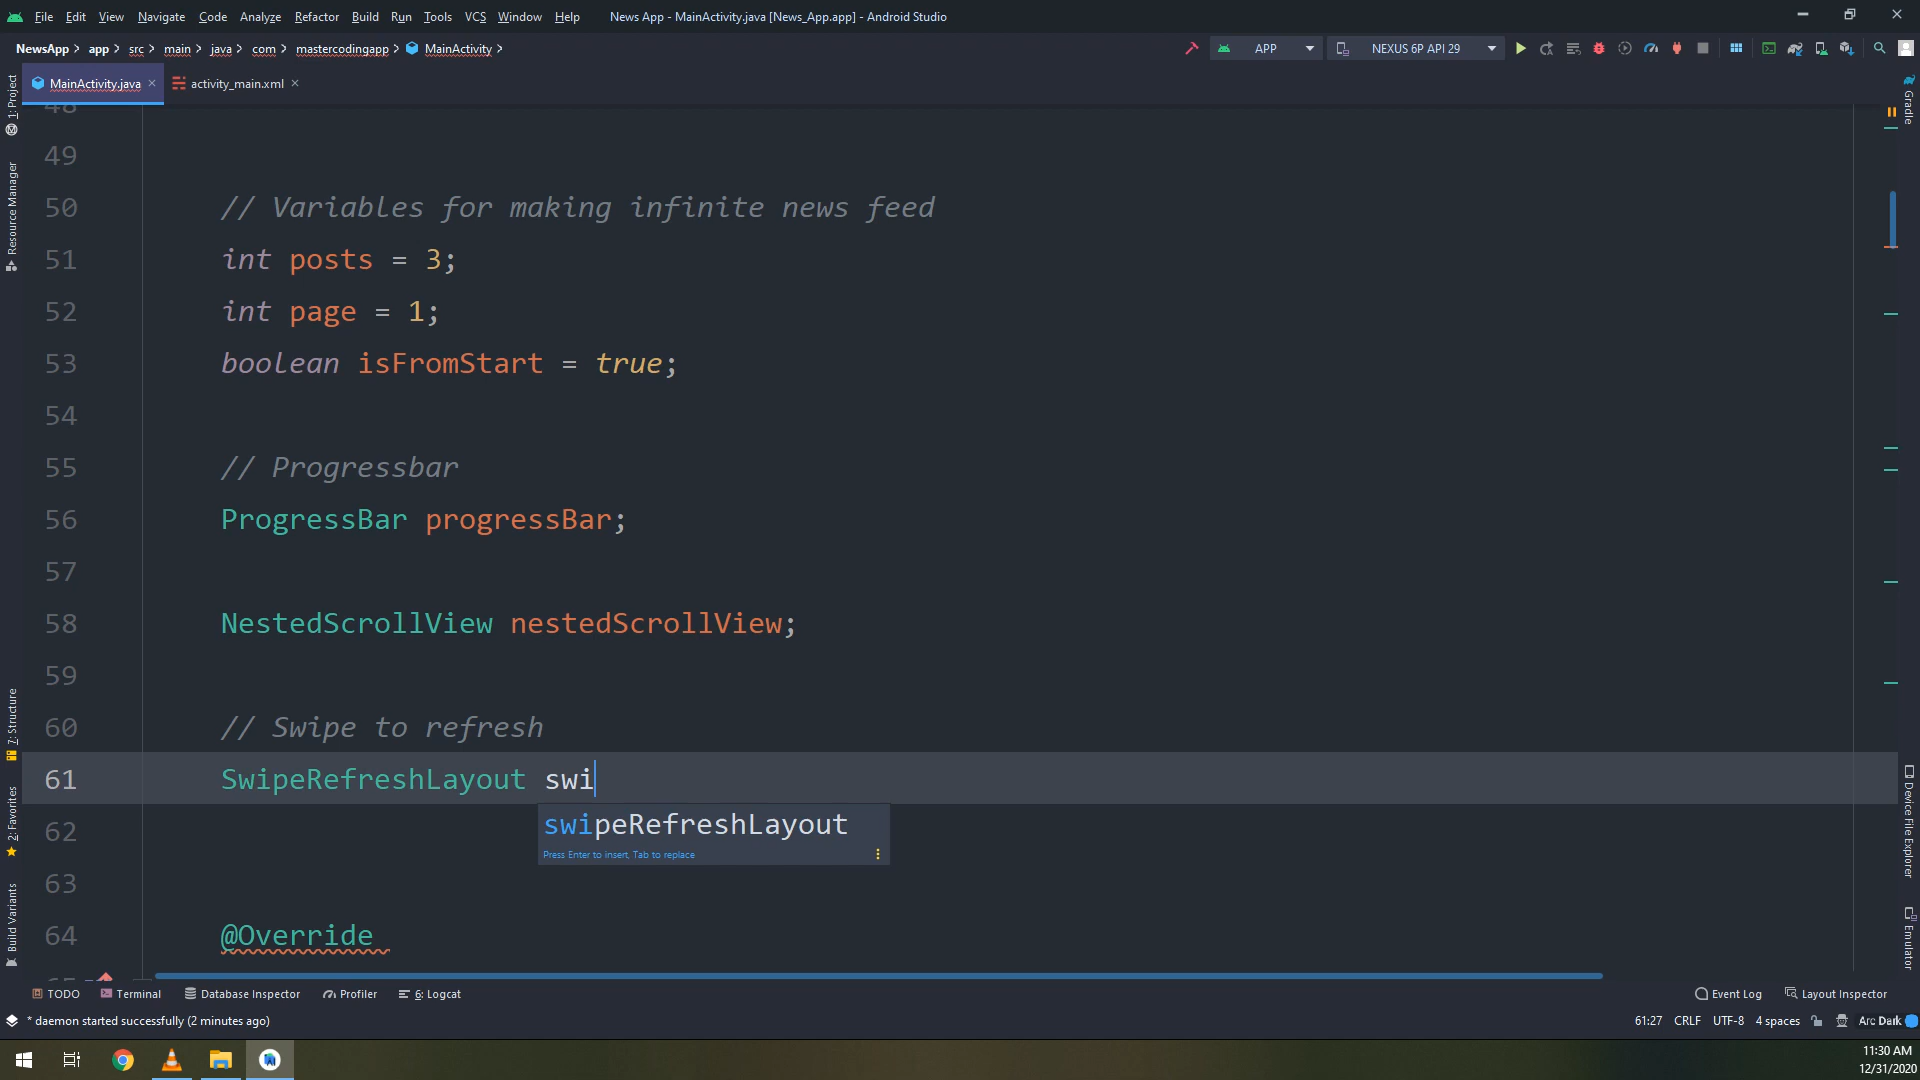 File Edit View Navigate Code Analyze Refactor Build Run Tools VCS Window Help News App - MainActivity.java [News_App.app] - Android Studio
NewsApp app src main java com mastercodingapp MainActivity APP NEXUS 6P API 29
MainActivity.java activity_main.xml
1: Project
Resource Manager
7: Structure
2: Favorites
Build Variants
Gradle
Device File Explorer
Emulator
48
49
50 // Variables for making infinite news feed
51 int posts = 3;
52 int page = 1;
53 boolean isFromStart = true;
54
55 // Progressbar
56 ProgressBar progressBar;
57
58 NestedScrollView nestedScrollView;
59
60 // Swipe to refresh
61 SwipeRefreshLayout swi
62 swipeRefreshLayout
Press Enter to insert, Tab to replace
63
64 @Override
TODO Terminal Database Inspector Profiler 6: Logcat Event Log Layout Inspector
* daemon started successfully (2 minutes ago) 61:27 CRLF UTF-8 4 spaces Arc Dark
11:30 AM
12/31/2020